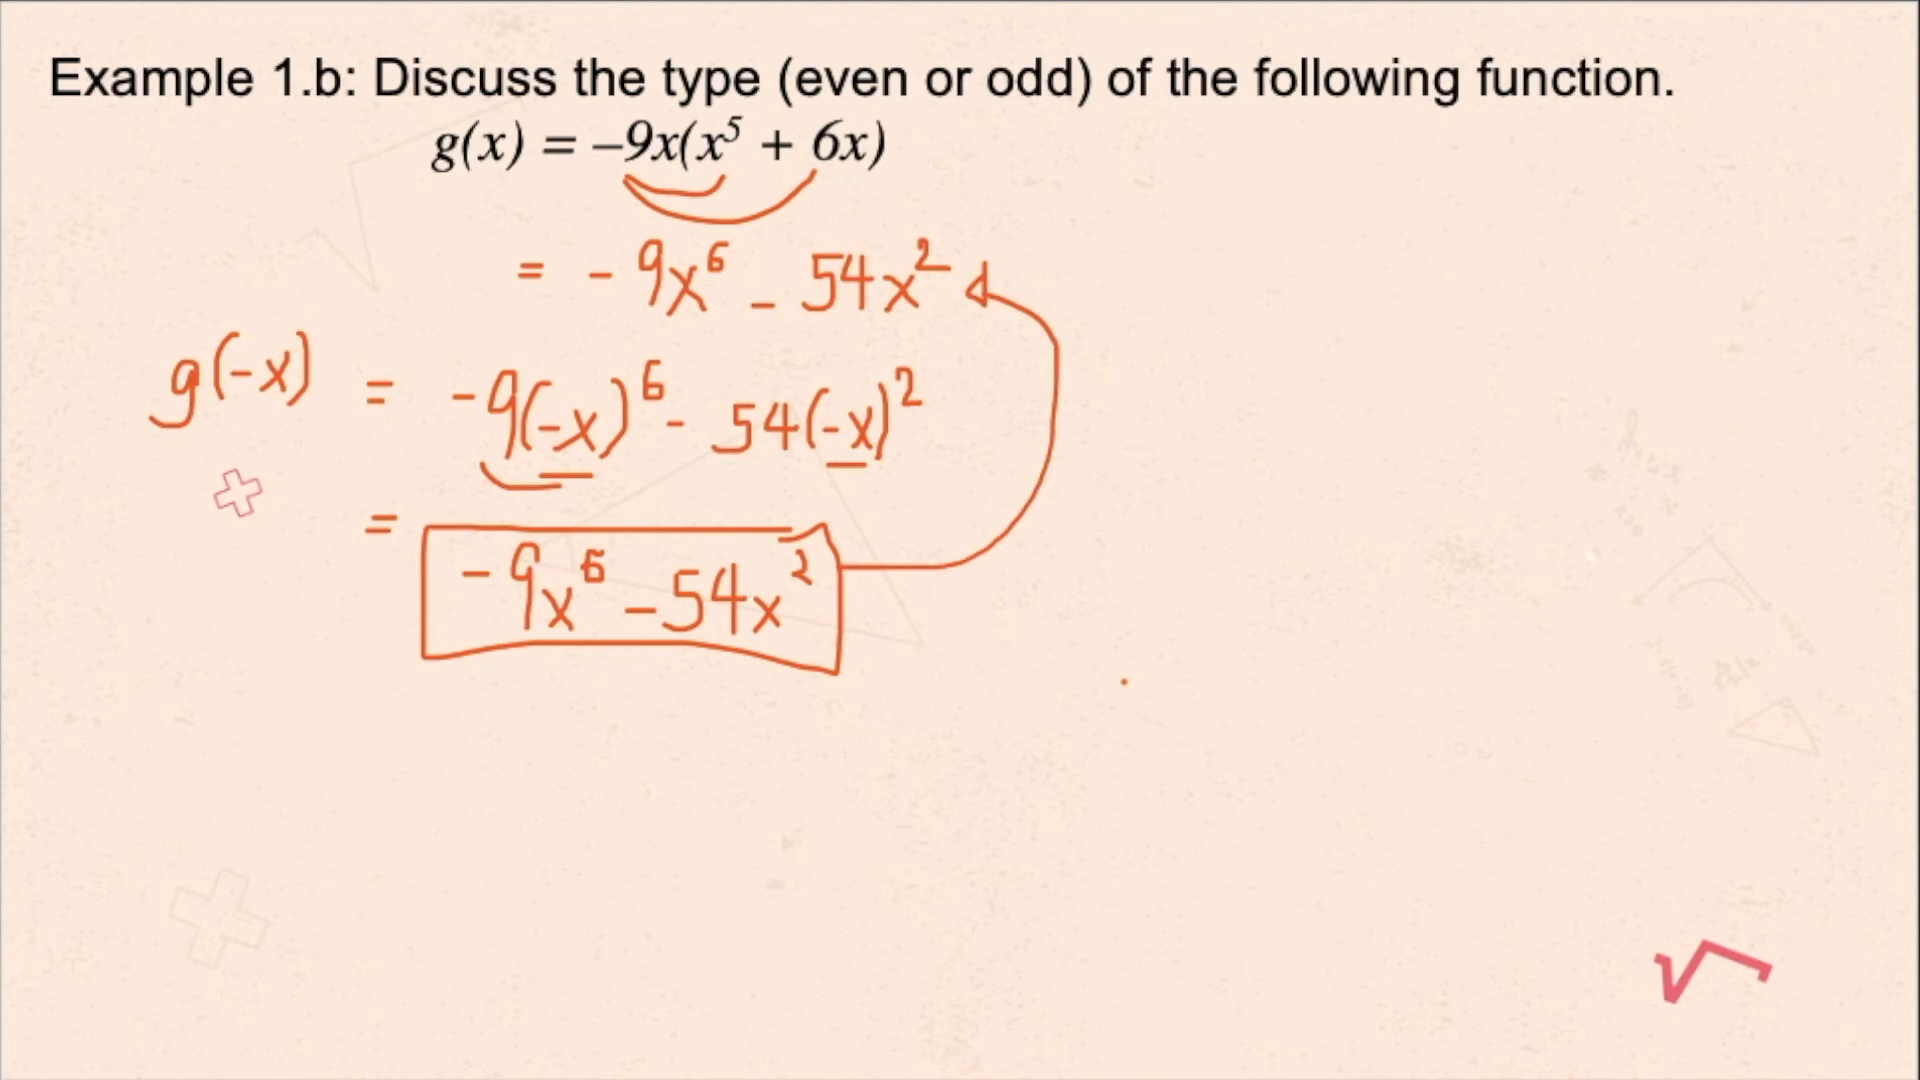 Example 1.b: Discuss the type (even or odd) of the following function.
g(x) = –9x(x⁵ + 6x)
= - 9x⁶ - 54x²
g(-x) = -9(-x)⁶ - 54(-x)²
= -9x⁶ - 54x²